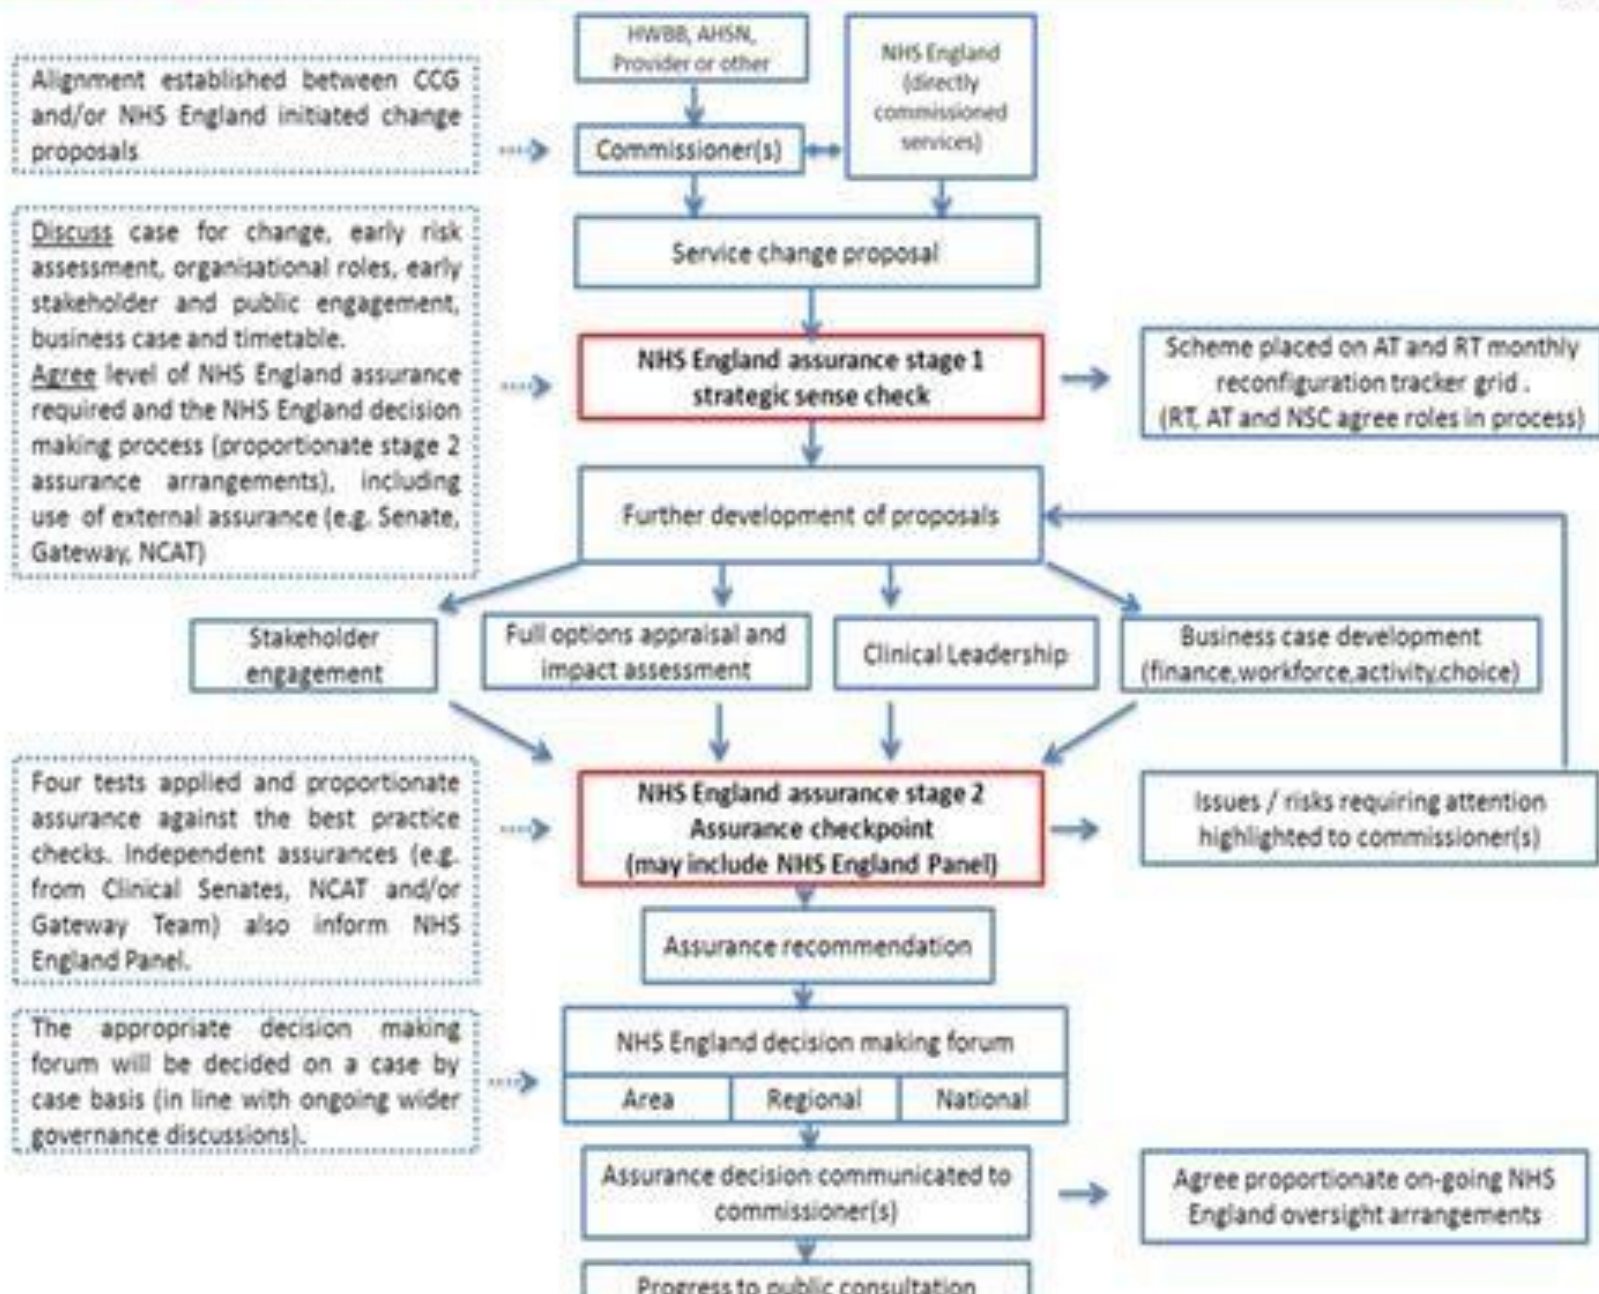 HWBB, AHSN,
Provider or other
NHS England
(directly
commissioned
services)
Alignment established between CCG
and/or NHS England initiated change
proposals
Commissioner(s)
Service change proposal
Discuss case for change, early risk
assessment, organisational roles, early
stakeholder and public engagement,
business case and timetable.
Agree level of NHS England assurance
required and the NHS England decision
making process (proportionate stage 2
assurance arrangements), including
use of external assurance (e.g. Senate,
Gateway, NCAT)
NHS England assurance stage 1
strategic sense check
Scheme placed on AT and RT monthly
reconfiguration tracker grid .
(RT, AT and NSC agree roles in process)
Further development of proposals
Stakeholder
engagement
Full options appraisal and
impact assessment
Clinical Leadership
Business case development
(finance,workforce,activity,choice)
Four tests applied and proportionate
assurance against the best practice
checks. Independent assurances (e.g.
from Clinical Senates, NCAT and/or
Gateway Team) also inform NHS
England Panel.
NHS England assurance stage 2
Assurance checkpoint
(may include NHS England Panel)
Issues / risks requiring attention
highlighted to commissioner(s)
Assurance recommendation
The appropriate decision making
forum will be decided on a case by
case basis (in line with ongoing wider
governance discussions).
NHS England decision making forum
Area
Regional
National
Assurance decision communicated to
commissioner(s)
Agree proportionate on-going NHS
England oversight arrangements
Progress to public consultation